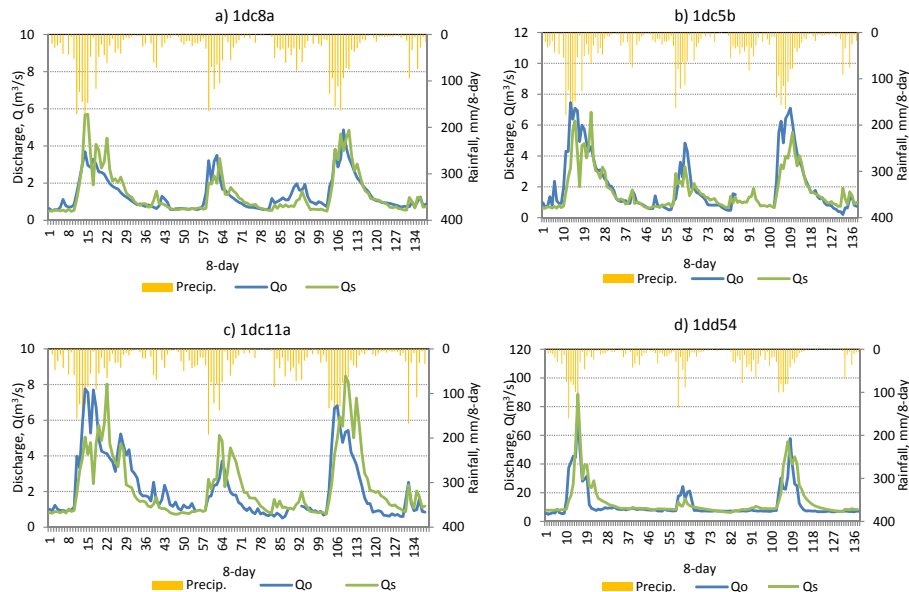 a) 1dc8a
10
8
6
4
2
0
0
100
200
300
400
Discharge, Q(m³/s)
Rainfall, mm/8-day
1 8 15 22 29 36 43 50 57 64 71 78 85 92 99 106 113 120 127 134
8-day
Precip. Qo Qs
b) 1dc5b
12
10
8
6
4
2
0
0
100
200
300
400
Discharge, Q (m³/s)
Rainfall, mm/8-day
1 10 19 28 37 46 55 64 73 82 91 100 109 118 127 136
8-day
Precip. Qo Qs
c) 1dc11a
10
8
6
4
2
0
0
100
200
300
400
Discharge, Q(m³/s)
Rainfall, mm/8-day
1 8 15 22 29 36 43 50 57 64 71 78 85 92 99 106 113 120 127 134
8-day
Precip. Qo Qs
d) 1dd54
120
100
80
60
40
20
0
0
100
200
300
400
Discharge, Q(m³/s)
Rainfall, mm/8-day
1 10 19 28 37 46 55 64 73 82 91 100 109 118 127 136
8-day
Precip. Qo Qs